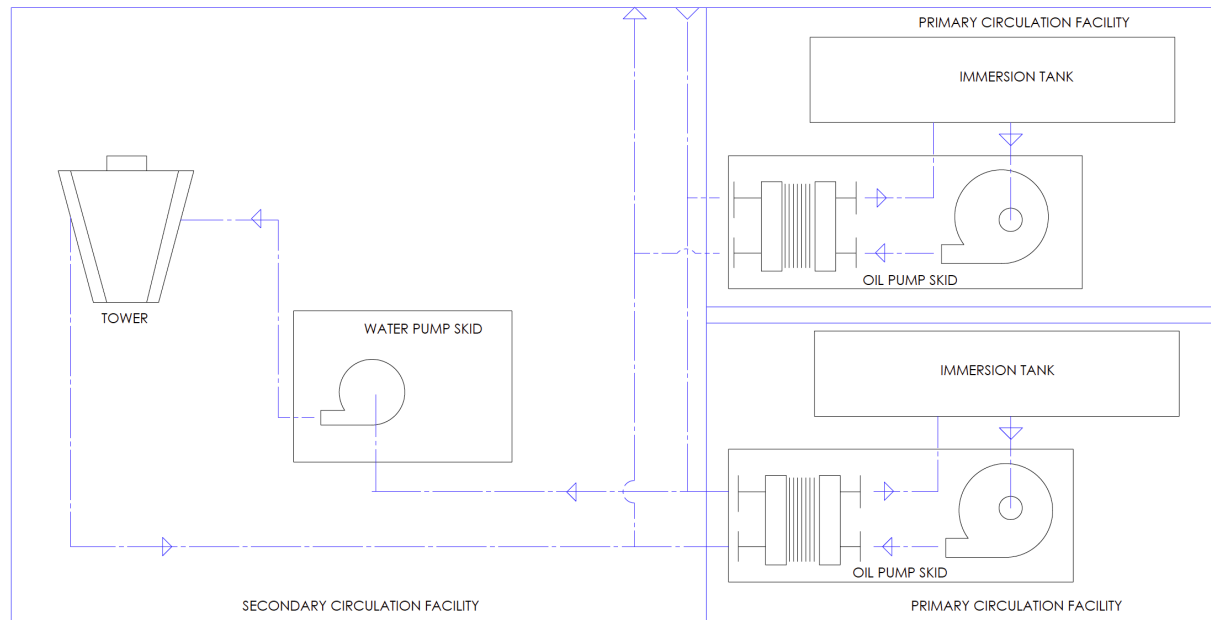 PRIMARY CIRCULATION FACILITY
IMMERSION TANK
OIL PUMP SKID
TOWER
WATER PUMP SKID
IMMERSION TANK
OIL PUMP SKID
SECONDARY CIRCULATION FACILITY
PRIMARY CIRCULATION FACILITY